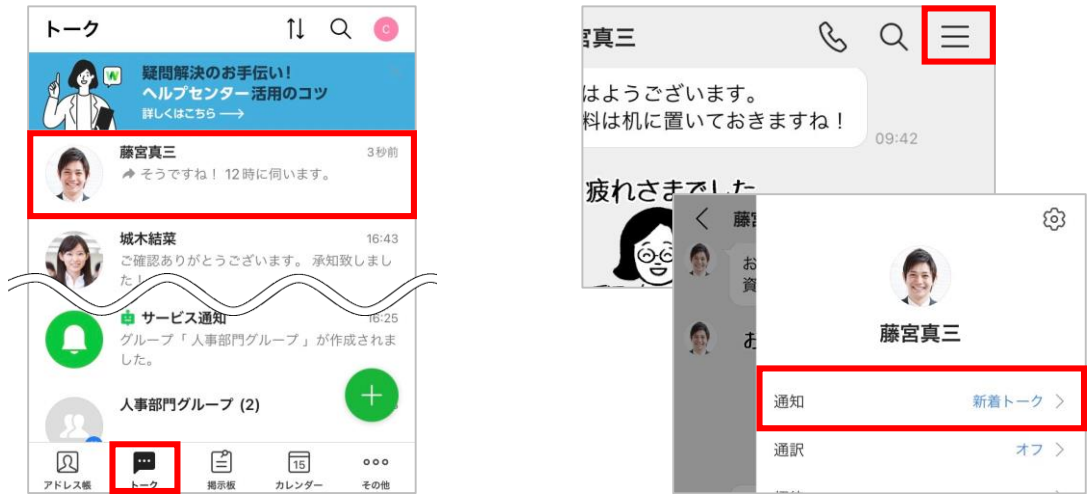 トーク
C
W
疑問解決のお手伝い!
ヘルプセンター活用のコツ
詳しくはこちら
藤宮真三
3秒前
そうですね! 12時に伺います。
城木結菜
16:43
ご確認ありがとうございます。承知致しまし
た!
サービス通知
16:25
グループ「人事部門グループ」が作成されま
した。
人事部門グループ (2)
アドレス帳
トーク
掲示板
15
カレンダー
その他
宮真三
はようございます。
料は机に置いておきますね!
09:42
疲れさまでした
藤宮
お
資
お
藤宮真三
通知
新着トーク
通訳
オフ